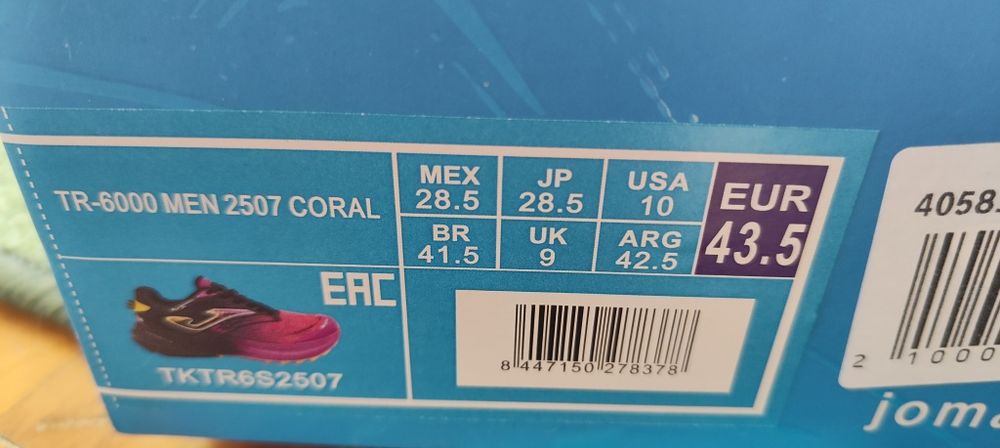 TR-6000 MEN 2507 CORAL
MEX
28.5
JP
28.5
USA
10
EUR
43.5
BR
41.5
UK
9
ARG
42.5
EAC
TKTR6S2507
8 447150 278378
4058
2 1000
jom